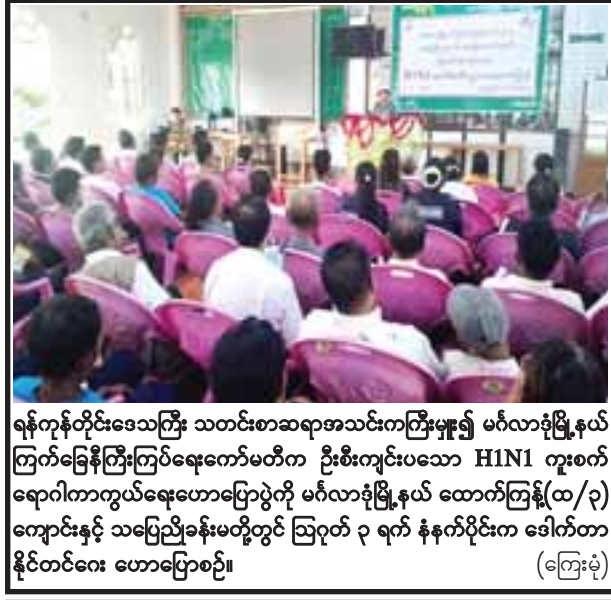 ရန်ကုန်တိုင်းဒေသကြီး သတင်းစာဆရာအသင်းကကြီးမှူး၍ မင်္ဂလာဒုံမြို့နယ်
ကြက်ခြေနီကြီးကြပ်ရေးကော်မတီက ဦးစီးကျင်းပသော H1N1 ကူးစက်
ရောဂါကာကွယ်ရေးဟောပြောပွဲကို မင်္ဂလာဒုံမြို့နယ် ထောက်ကြန့်(ထ/၃)
ကျောင်းနှင့် သပြေညိုခန်းမတို့တွင် ဩဂုတ် ၃ ရက် နံနက်ပိုင်းက ဒေါက်တာ
နိုင်တင်ဂေး ဟောပြောစဉ်။ (ကြေးမုံ)